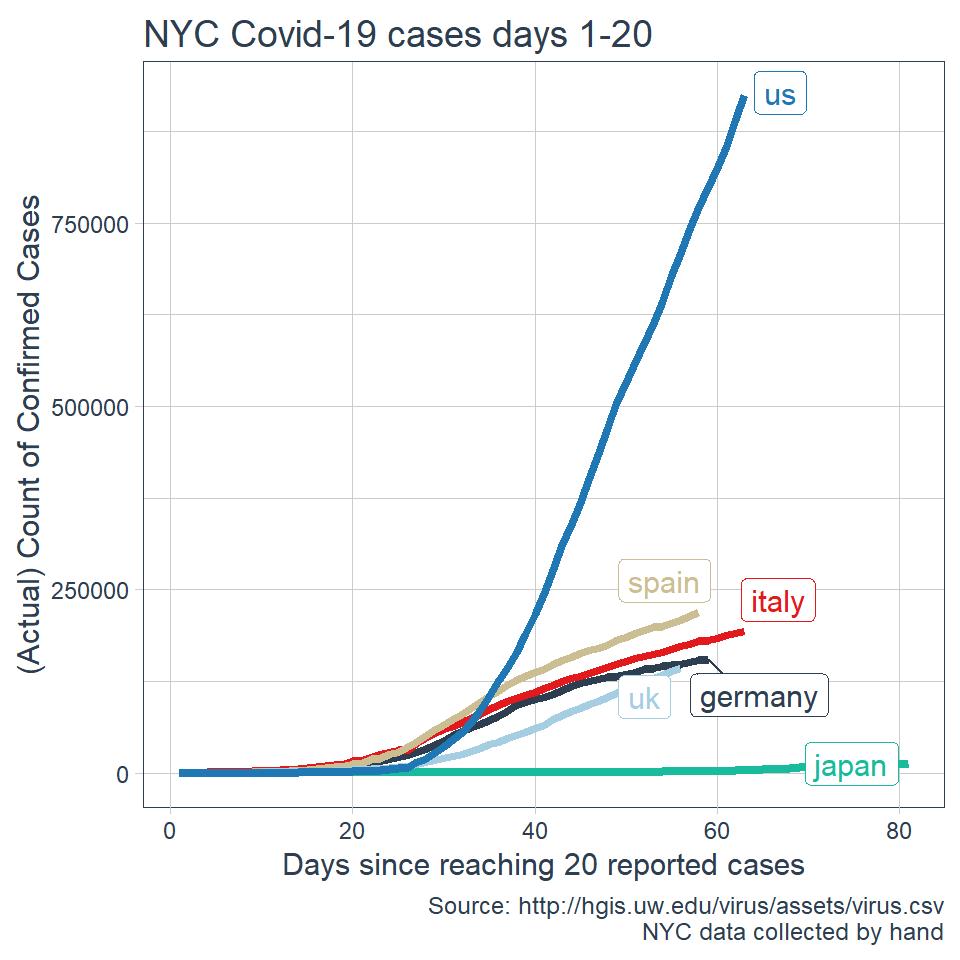 NYC Covid-19 cases days 1-20
(Actual) Count of Confirmed Cases
750000
500000
250000
0
us
spain
italy
germany
uk
japan
0 20 40 60 80
Days since reaching 20 reported cases
Source: http://hgis.uw.edu/virus/assets/virus.csv
NYC data collected by hand